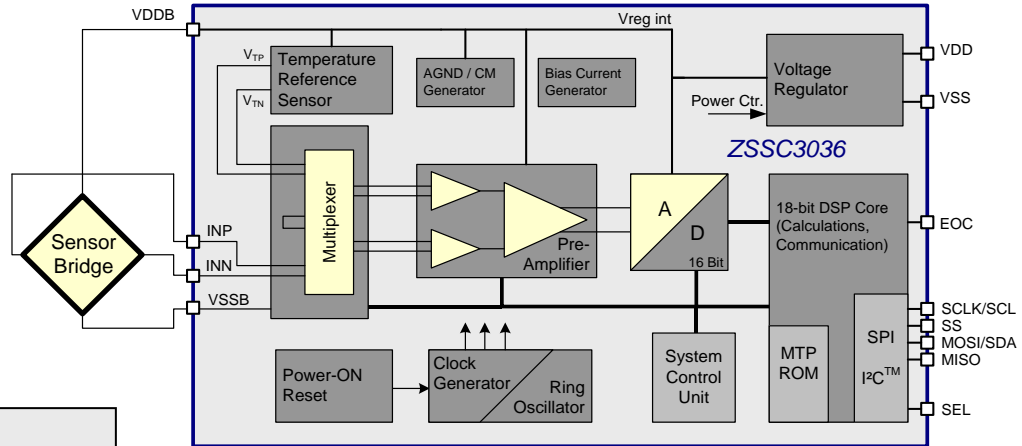 VDDB
Vreg int
VTP
VTN
Temperature
Reference
Sensor
AGND / CM
Generator
Bias Current
Generator
Power Ctr.
Voltage
Regulator
VDD
VSS
ZSSC3036
Multiplexer
Pre-
Amplifier
A
D
16 Bit
18-bit DSP Core
(Calculations,
Communication)
EOC
Sensor
Bridge
INP
INN
VSSB
Power-ON
Reset
Clock
Generator
Ring
Oscillator
System
Control
Unit
MTP
ROM
SPI
I²C™
SCLK/SCL
SS
MOSI/SDA
MISO
SEL